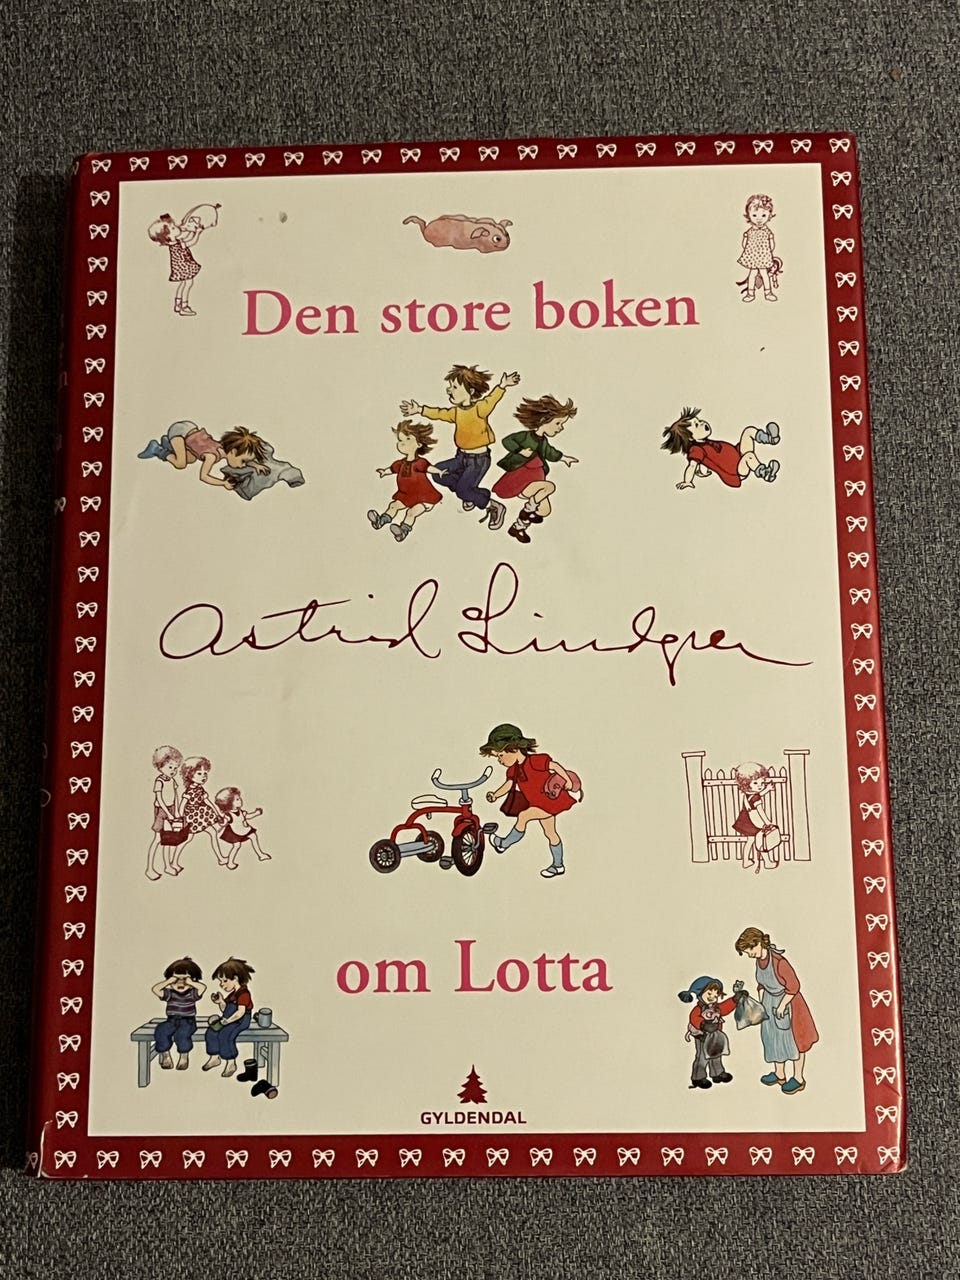 Den store boken
Astrid Lindgren
om Lotta
GYLDENDAL